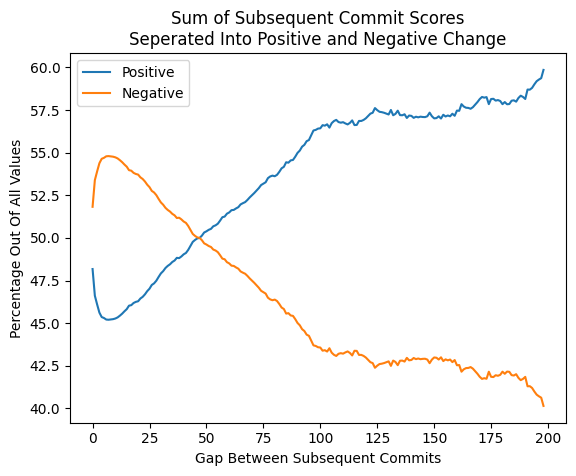 Sum of Subsequent Commit Scores
Seperated Into Positive and Negative Change
Positive
Negative
Percentage Out Of All Values
60.0
57.5
55.0
52.5
50.0
47.5
45.0
42.5
40.0
0 25 50 75 100 125 150 175 200
Gap Between Subsequent Commits